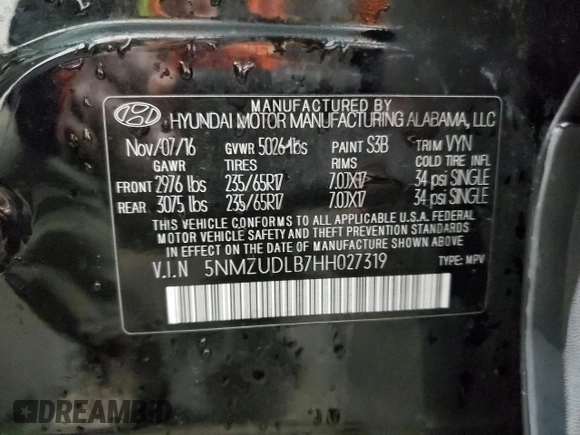 MANUFACTURED BY
HYUNDAI MOTOR MANUFACTURING ALABAMA, LLC
Nov/07/16 GVWR 5026lbs PAINT S3B TRIM VYN
GAWR TIRES RIMS COLD TIRE INFL
FRONT 2976 lbs 235/65R17 7.0JX17 34 psi SINGLE
REAR 3075 lbs 235/65R17 7.0JX17 34 psi SINGLE
THIS VEHICLE CONFORMS TO ALL APPLICABLE U.S.A. FEDERAL
MOTOR VEHICLE SAFETY AND THEFT PREVENTION STANDARDS
IN EFFECT ON THE DATE OF MANUFACTURE SHOWN ABOVE.
V.I.N 5NMZUDLB7HH027319 TYPE: MPV
DREAMBID